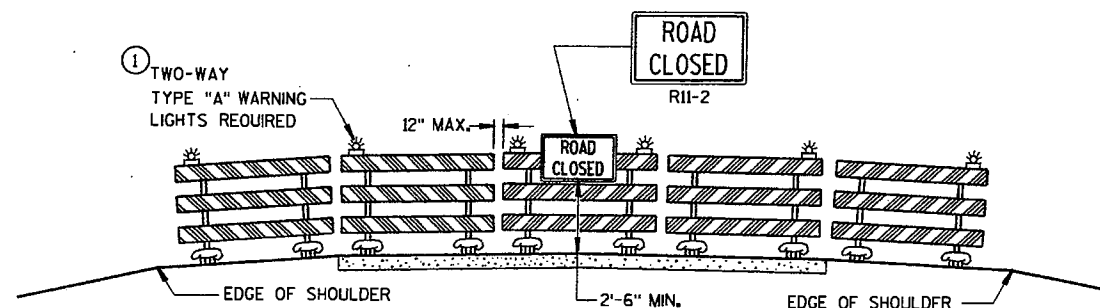 ROAD
CLOSED
R11-2
1 TWO-WAY
TYPE "A" WARNING
LIGHTS REQUIRED
12" MAX.
ROAD
CLOSED
EDGE OF SHOULDER
2'-6" MIN.
EDGE OF SHOULDER